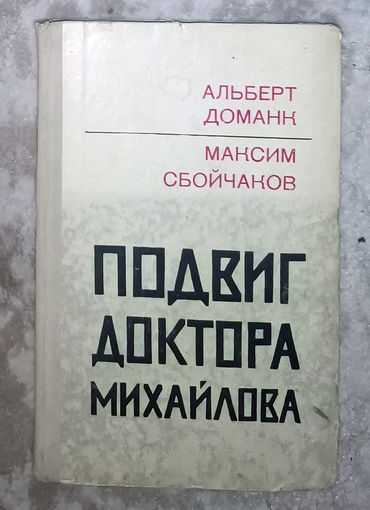 АЛЬБЕРТ
ДОМАНК
МАКСИМ
СБОЙЧАКОВ
ПОДВИГ
ДОКТОРА
МИХАЙЛОВА